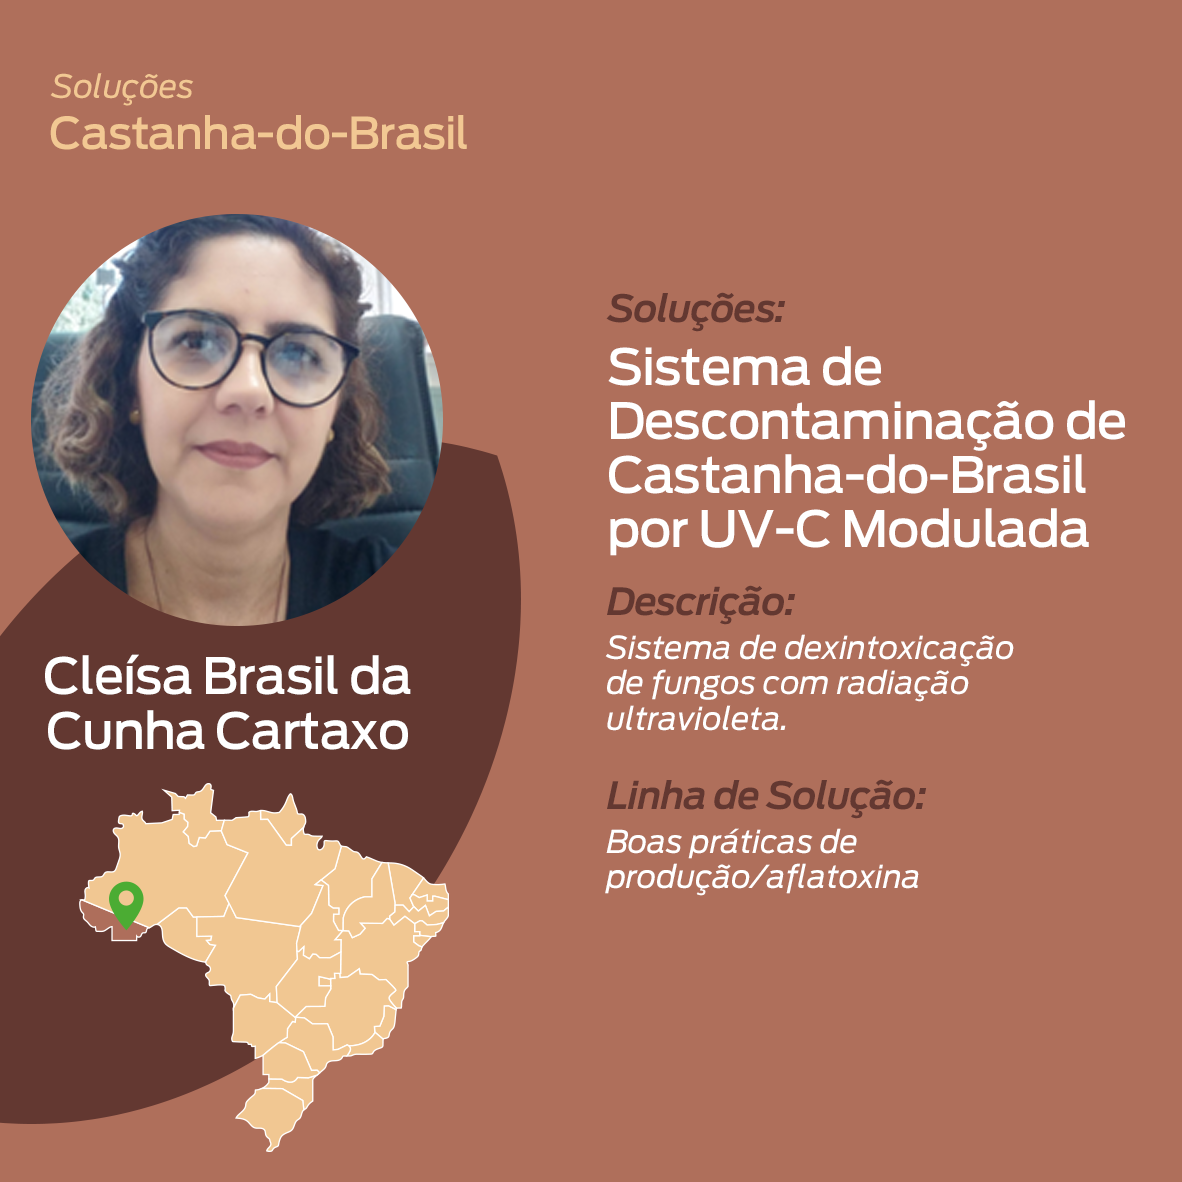 Soluções
Castanha-do-Brasil
Cleísa Brasil da
Cunha Cartaxo
Soluções:
Sistema de
Descontaminação de
Castanha-do-Brasil
por UV-C Modulada
Descrição:
Sistema de dexintoxicação
de fungos com radiação
ultravioleta.
Linha de Solução:
Boas práticas de
produção/aflatoxina